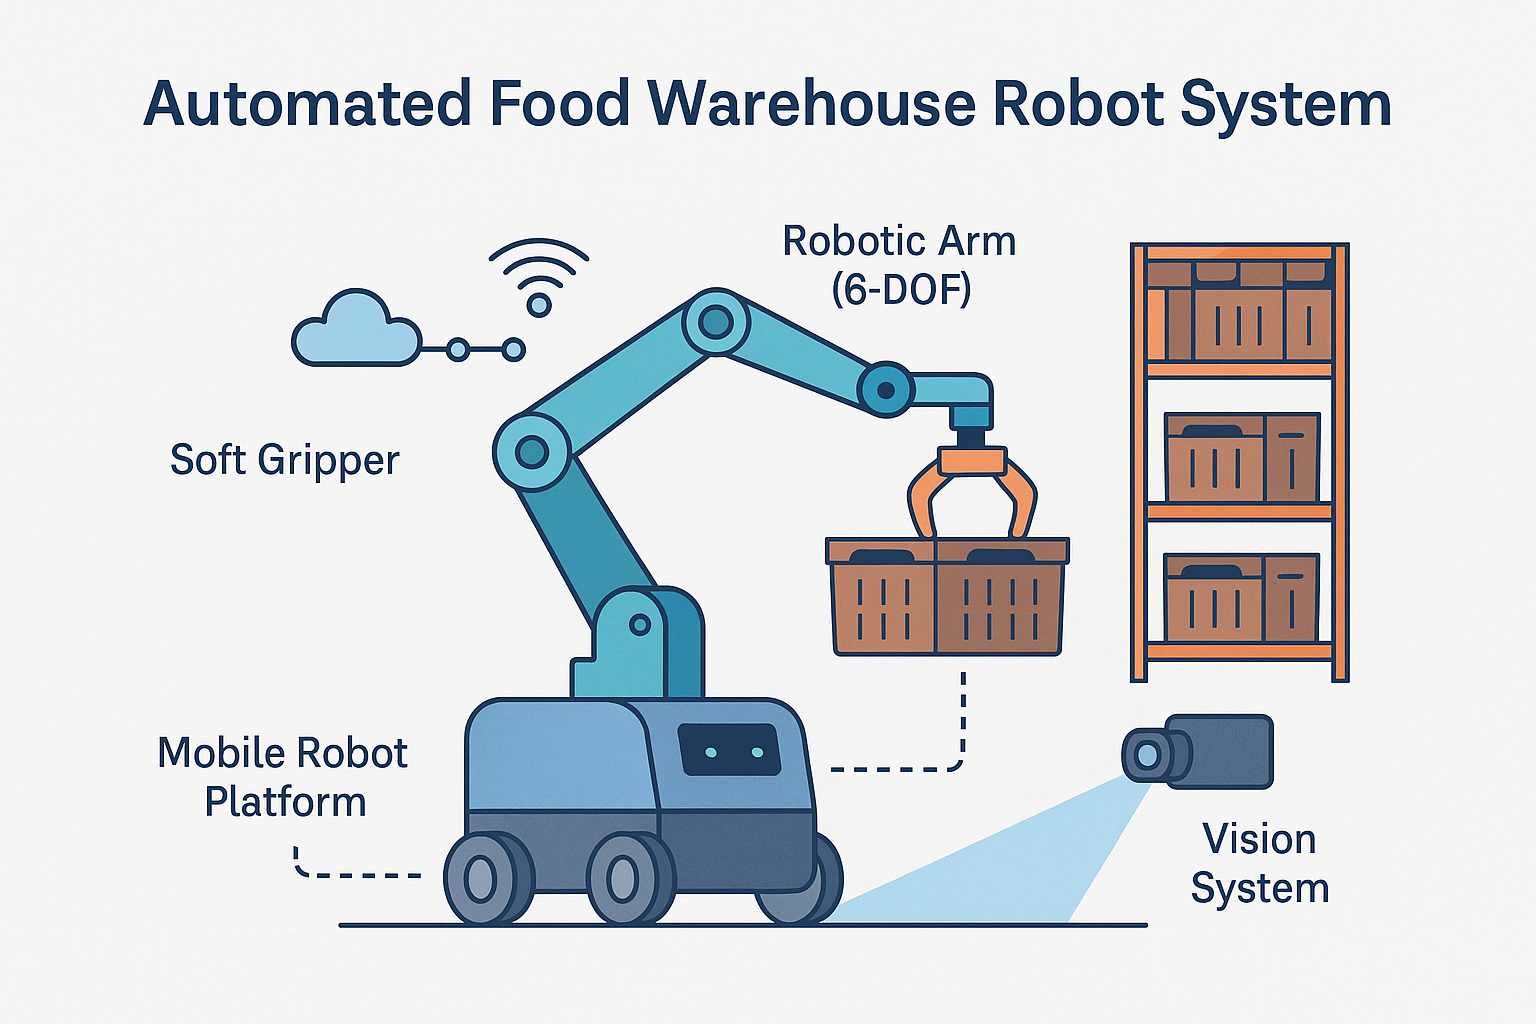 Automated Food Warehouse Robot System
Robotic Arm
(6-DOF)
Soft Gripper
Mobile Robot
Platform
Vision
System